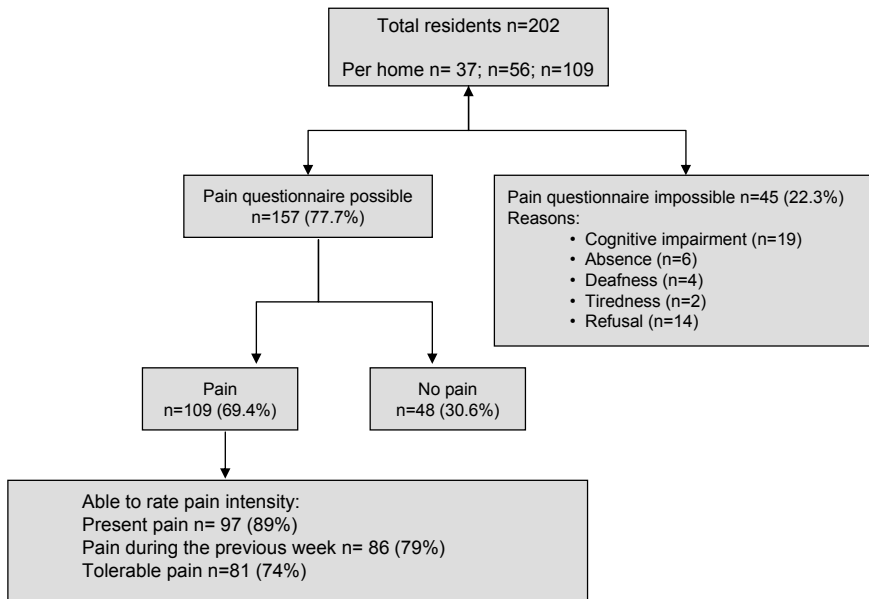 Total residents n=202
Per home n= 37; n=56; n=109
Pain questionnaire possible
n=157 (77.7%)
Pain questionnaire impossible n=45 (22.3%)
Reasons:
• Cognitive impairment (n=19)
• Absence (n=6)
• Deafness (n=4)
• Tiredness (n=2)
• Refusal (n=14)
Pain
n=109 (69.4%)
No pain
n=48 (30.6%)
Able to rate pain intensity:
Present pain n= 97 (89%)
Pain during the previous week n= 86 (79%)
Tolerable pain n=81 (74%)